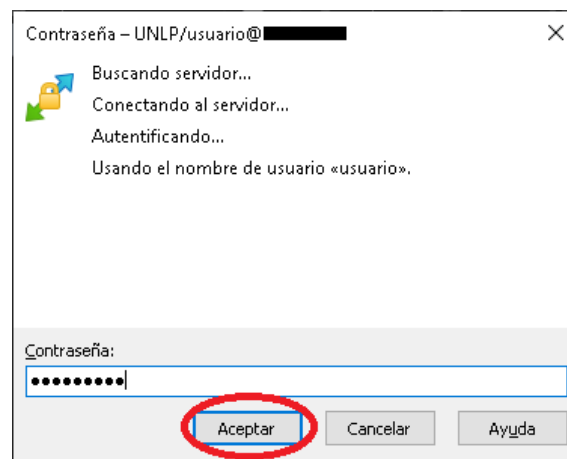 Contraseña – UNLP/usuario@
Buscando servidor...
Conectando al servidor...
Autentificando...
Usando el nombre de usuario «usuario».
Contraseña:
●●●●●●●●●
Aceptar Cancelar Ayuda